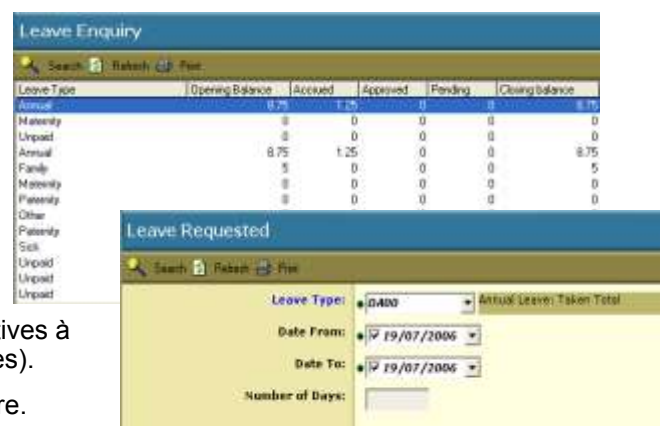 Leave Enquiry
Search Refresh Print
Leave Type Opening Balance Accrued Approved Pending Closing balance
Annual 8.75 1.25 0 0 8.75
Maternity 0 0 0 0 0
Unpaid 0 0 0 0 0
Annual 8.75 1.25 0 0 8.75
Family 5 0 0 0 5
Maternity 0 0 0 0 0
Paternity 0 0 0 0 0
Other
Paternity
Sick
Unpaid
Unpaid
Unpaid
Leave Requested
Search Refresh Print
Leave Type: 0A00 Annual Leave: Taken Total
Date From: 19/07/2006
Date To: 19/07/2006
Number of Days:
tives à
es).
re.